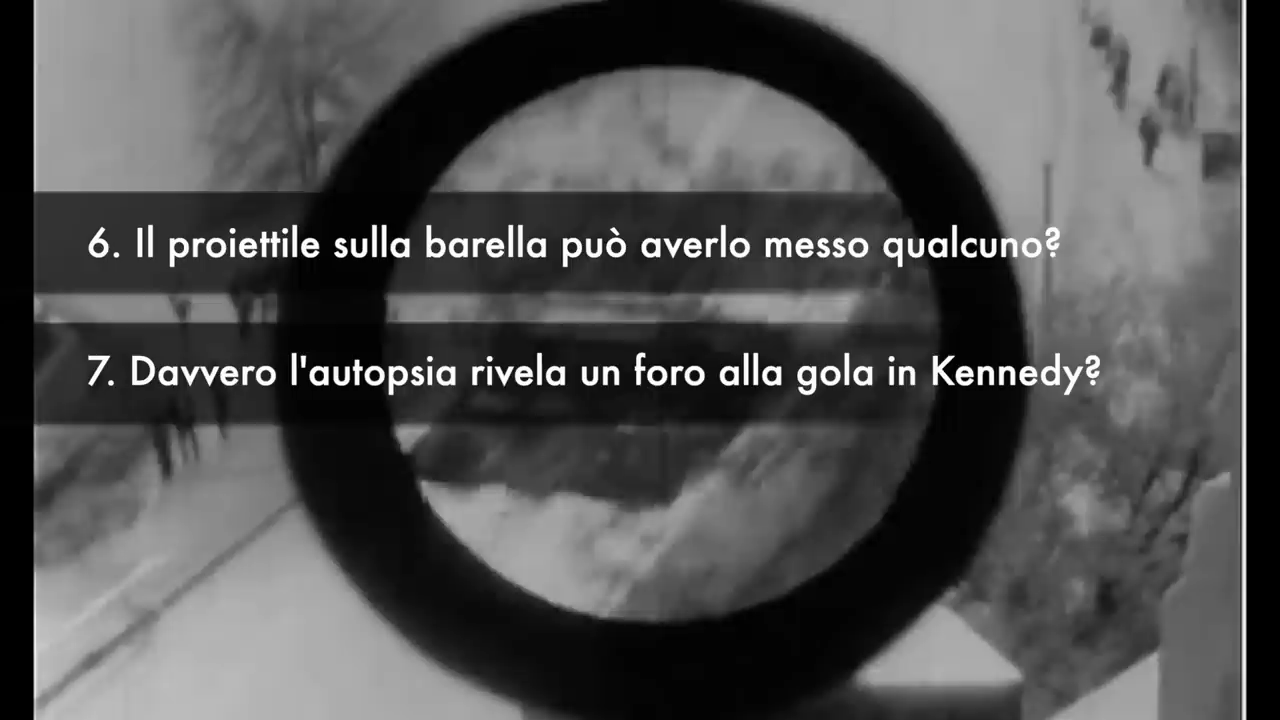 6. Il proiettile sulla barella può averlo messo qualcuno?
7. Davvero l'autopsia rivela un foro alla gola in Kennedy?